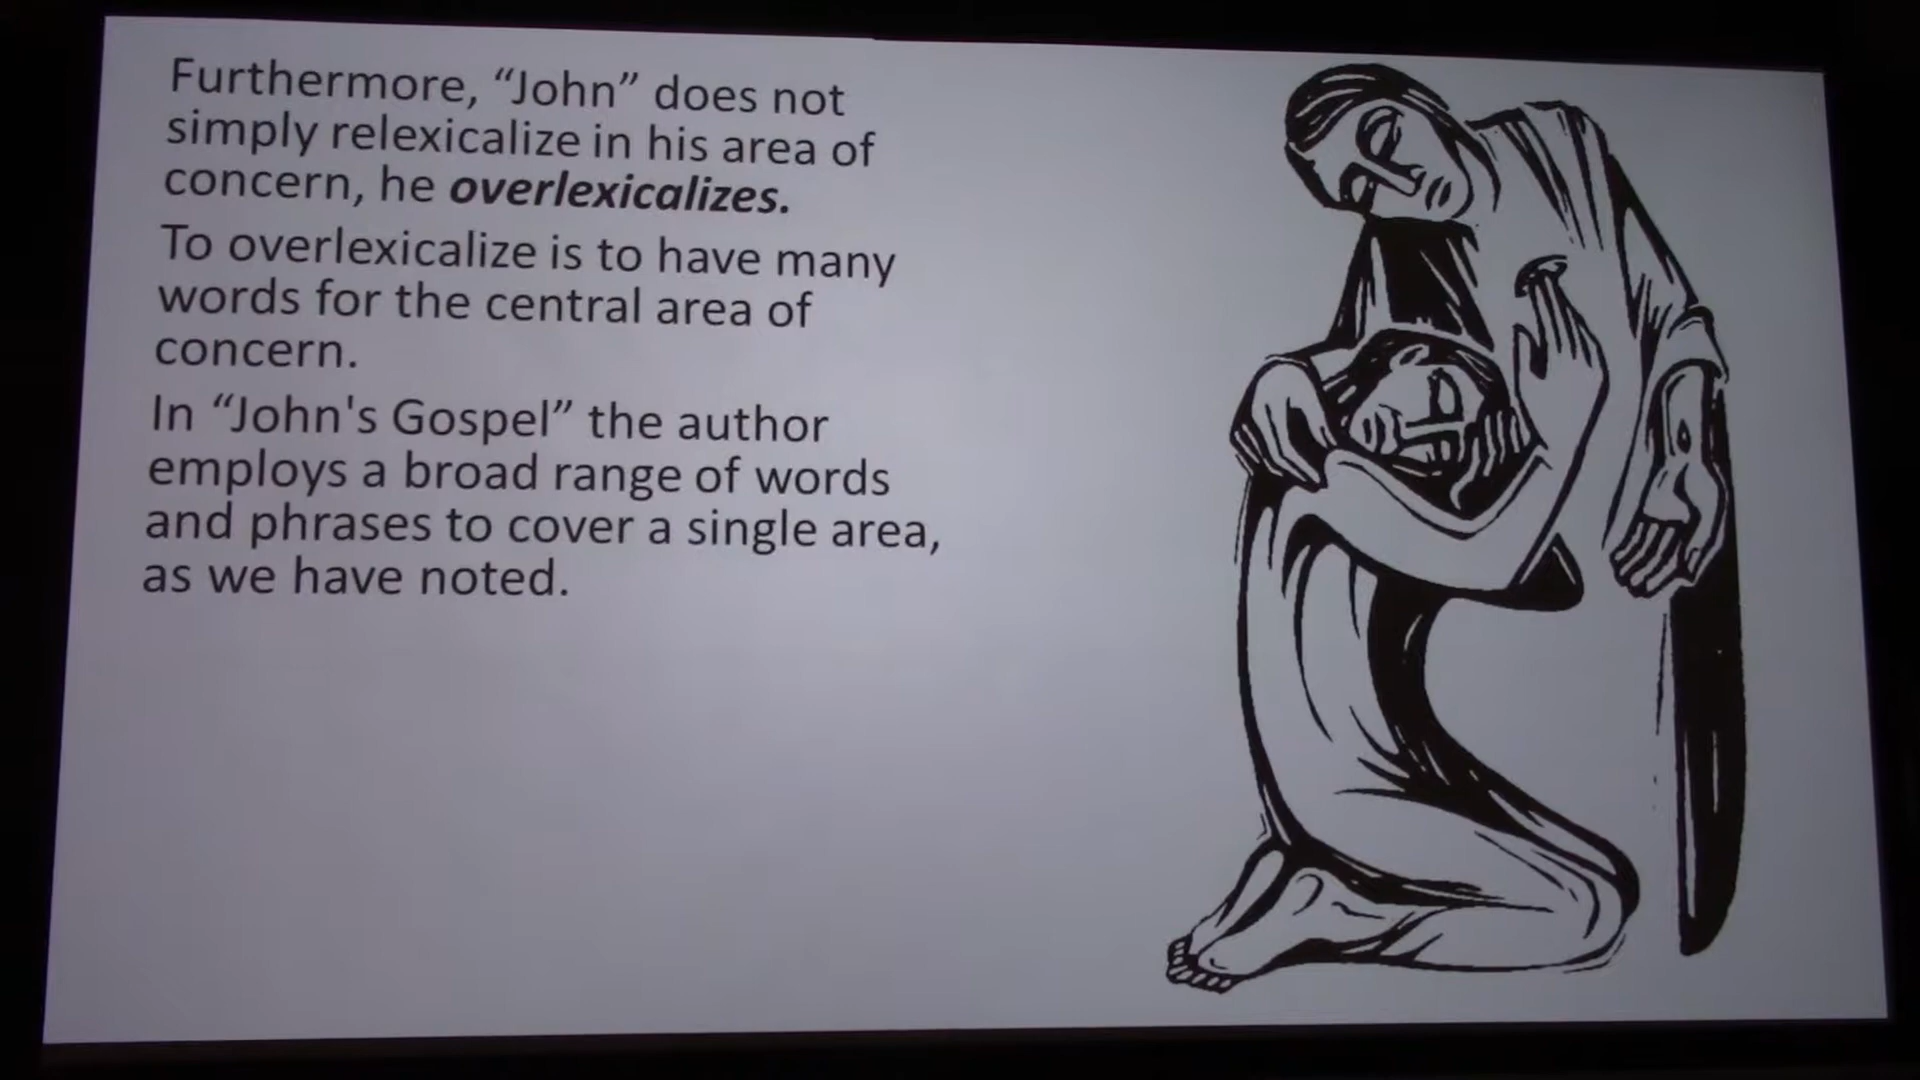 Furthermore, “John” does not
simply relexicalize in his area of
concern, he overlexicalizes.
To overlexicalize is to have many
words for the central area of
concern.
In “John's Gospel” the author
employs a broad range of words
and phrases to cover a single area,
as we have noted.